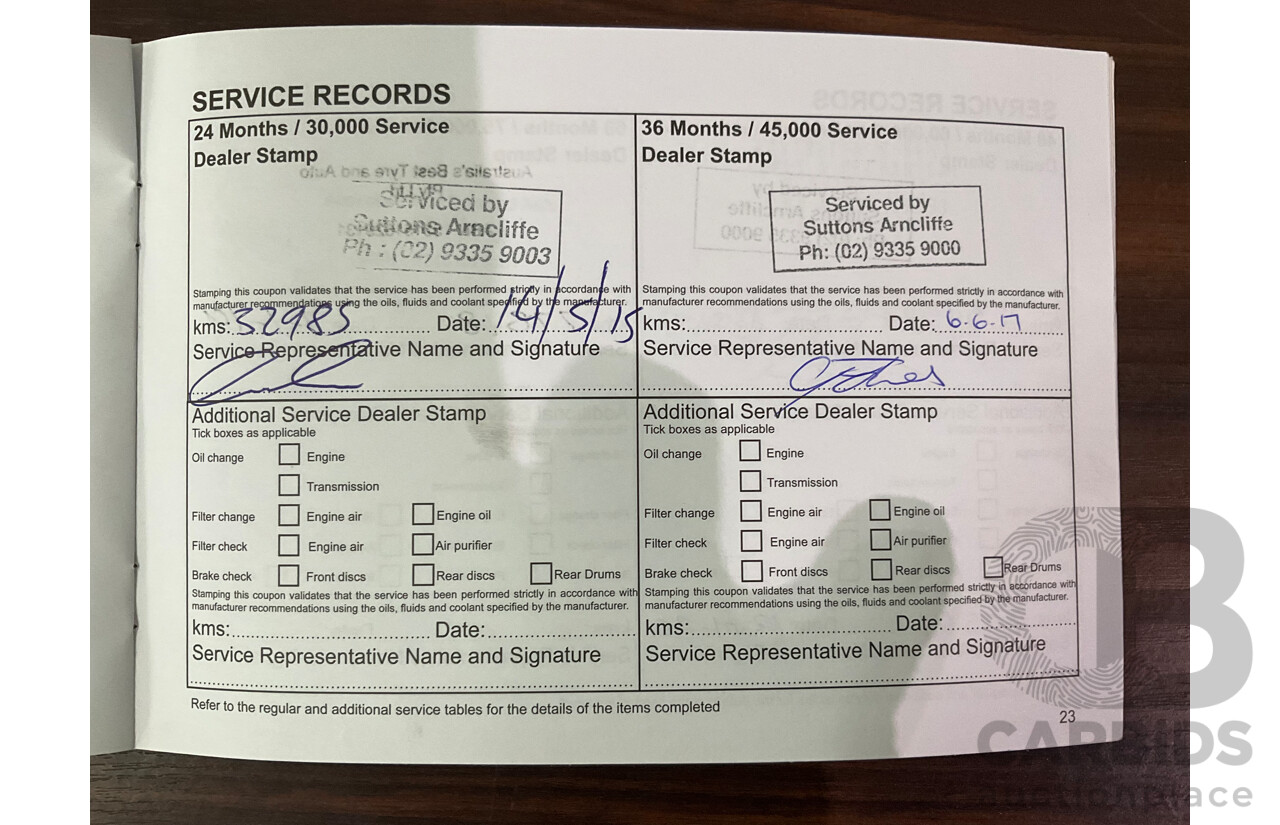 SERVICE RECORDS
24 Months / 30,000 Service
Dealer Stamp
Serviced by
Suttons Arncliffe
Ph : (02) 9335 9003
Stamping this coupon validates that the service has been performed strictly in accordance with
manufacturer recommendations using the oils, fluids and coolant specified by the manufacturer.
kms: 32985 Date: 14/5/15
Service Representative Name and Signature
Additional Service Dealer Stamp
Tick boxes as applicable
Oil change Engine
Transmission
Filter change Engine air Engine oil
Filter check Engine air Air purifier
Brake check Front discs Rear discs Rear Drums
Stamping this coupon validates that the service has been performed strictly in accordance with
manufacturer recommendations using the oils, fluids and coolant specified by the manufacturer.
kms: Date:
Service Representative Name and Signature
36 Months / 45,000 Service
Dealer Stamp
Serviced by
Suttons Arncliffe
Ph: (02) 9335 9000
Stamping this coupon validates that the service has been performed strictly in accordance with
manufacturer recommendations using the oils, fluids and coolant specified by the manufacturer.
kms: Date: 6-6-17
Service Representative Name and Signature
Additional Service Dealer Stamp
Tick boxes as applicable
Oil change Engine
Transmission
Filter change Engine air Engine oil
Filter check Engine air Air purifier
Brake check Front discs Rear discs Rear Drums
Stamping this coupon validates that the service has been performed strictly in accordance with
manufacturer recommendations using the oils, fluids and coolant specified by the manufacturer.
kms: Date:
Service Representative Name and Signature
Refer to the regular and additional service tables for the details of the items completed
23
CARBIDS
auctionplace